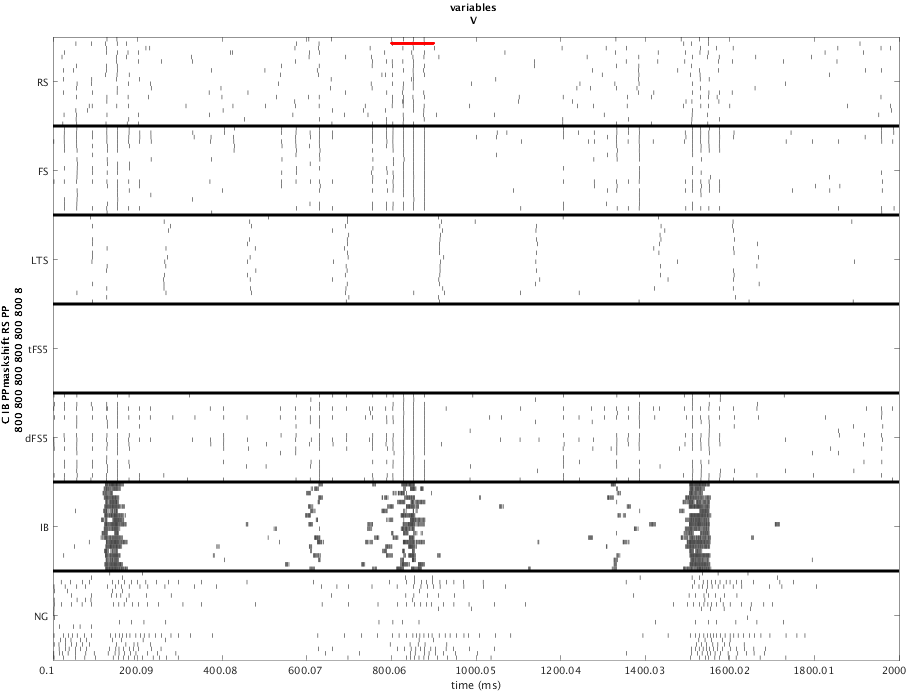 variables
V
RS
FS
LTS
tFS5
dFS5
IB
NG
C IB PPmaskshift RS PP
800 800 800 800 800 800 8
0.1 200.09 400.08 600.07 800.06 1000.05 1200.04 1400.03 1600.02 1800.01 2000
time (ms)